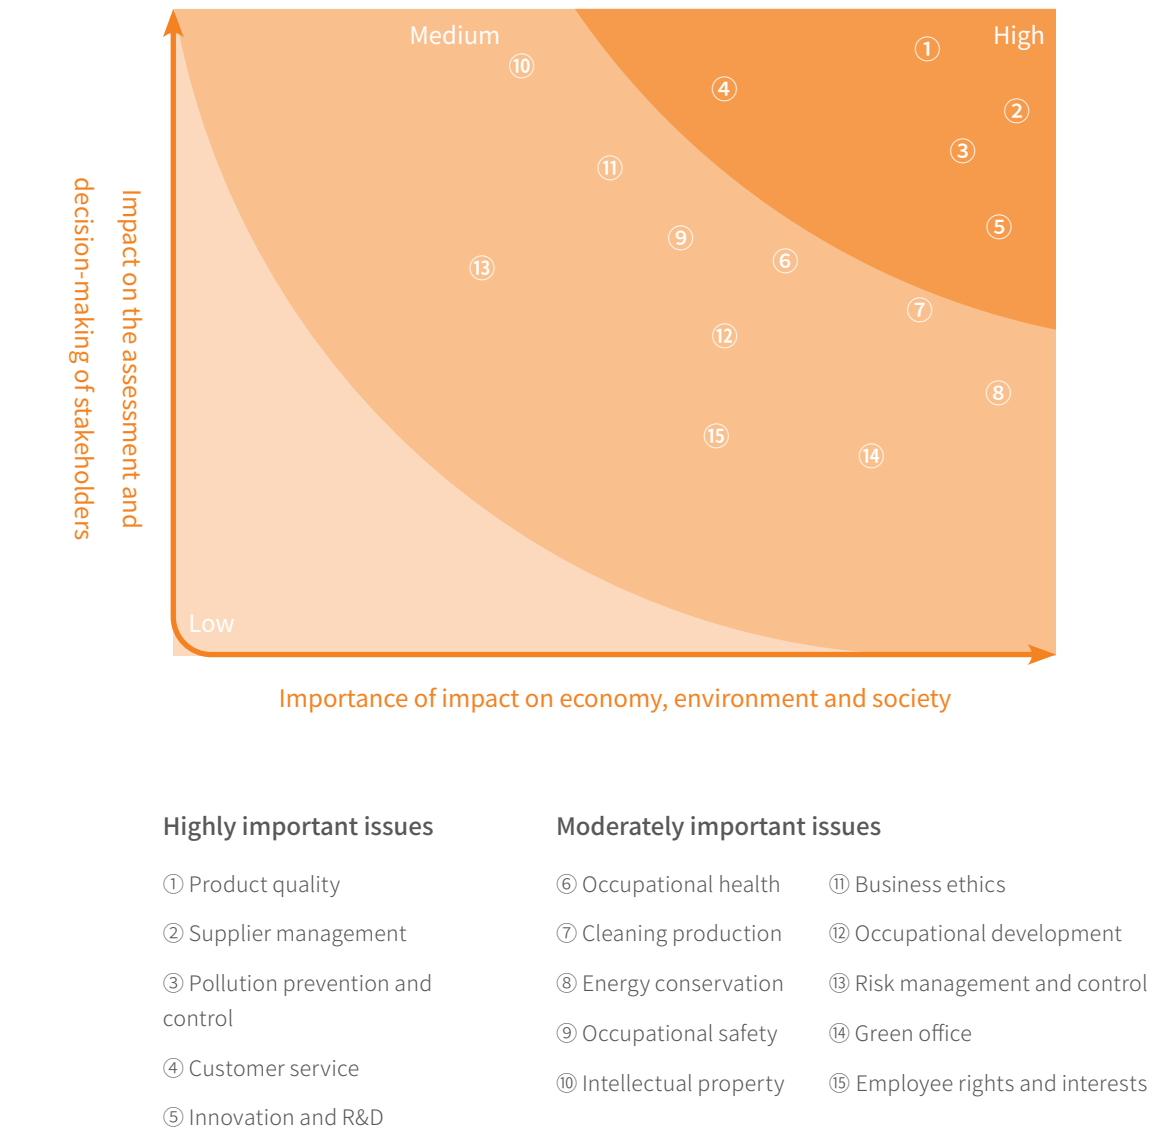 Medium
High
①
⑩
④
②
③
⑪
⑤
⑨
⑥
⑬
⑦
⑫
⑧
⑮
⑭
Low
Impact on the assessment and
decision-making of stakeholders
Importance of impact on economy, environment and society
Highly important issues
① Product quality
② Supplier management
③ Pollution prevention and
control
④ Customer service
⑤ Innovation and R&D
Moderately important issues
⑥ Occupational health
⑦ Cleaning production
⑧ Energy conservation
⑨ Occupational safety
⑩ Intellectual property
⑪ Business ethics
⑫ Occupational development
⑬ Risk management and control
⑭ Green office
⑮ Employee rights and interests